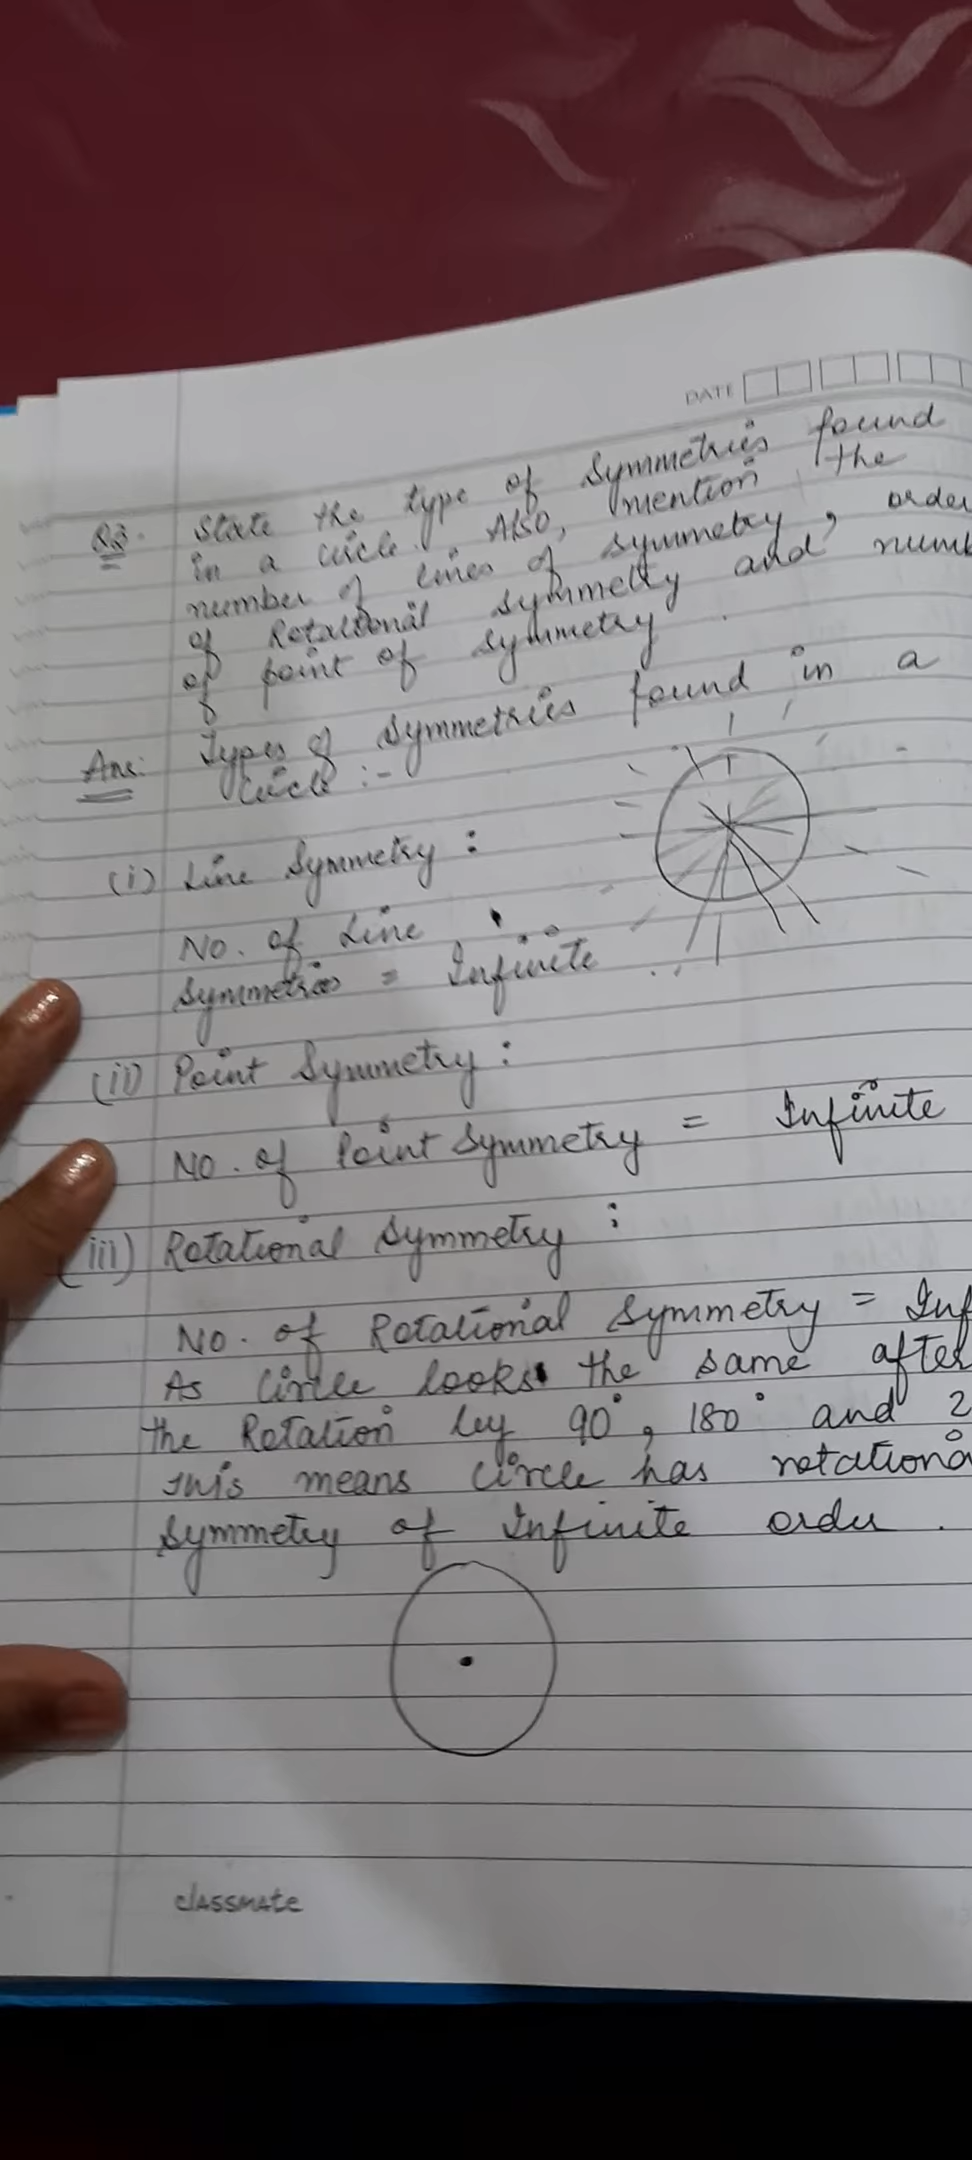 DATE
Q3. State the type of Symmetries found
in a circle. Also, mention the
number of lines of symmetry, order
of Rotational symmetry and numb
of point of symmetry.
Ans: Types of Symmetries found in a
Circle :-
(i) Line Symmetry :
No. of Line
Symmetries = Infinite
(ii) Point Symmetry :
No. of Point Symmetry = Infinite
(iii) Rotational Symmetry :
No. of Rotational Symmetry = Inf
As Circle looks the same after
the Rotation by 90°, 180° and 2
This means circle has rotationa
Symmetry of Infinite order.
classmate